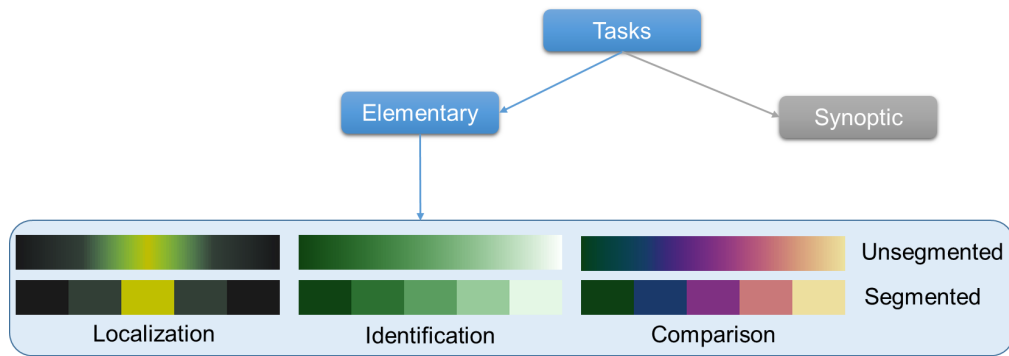 Tasks
Elementary
Synoptic
Unsegmented
Segmented
Localization
Identification
Comparison